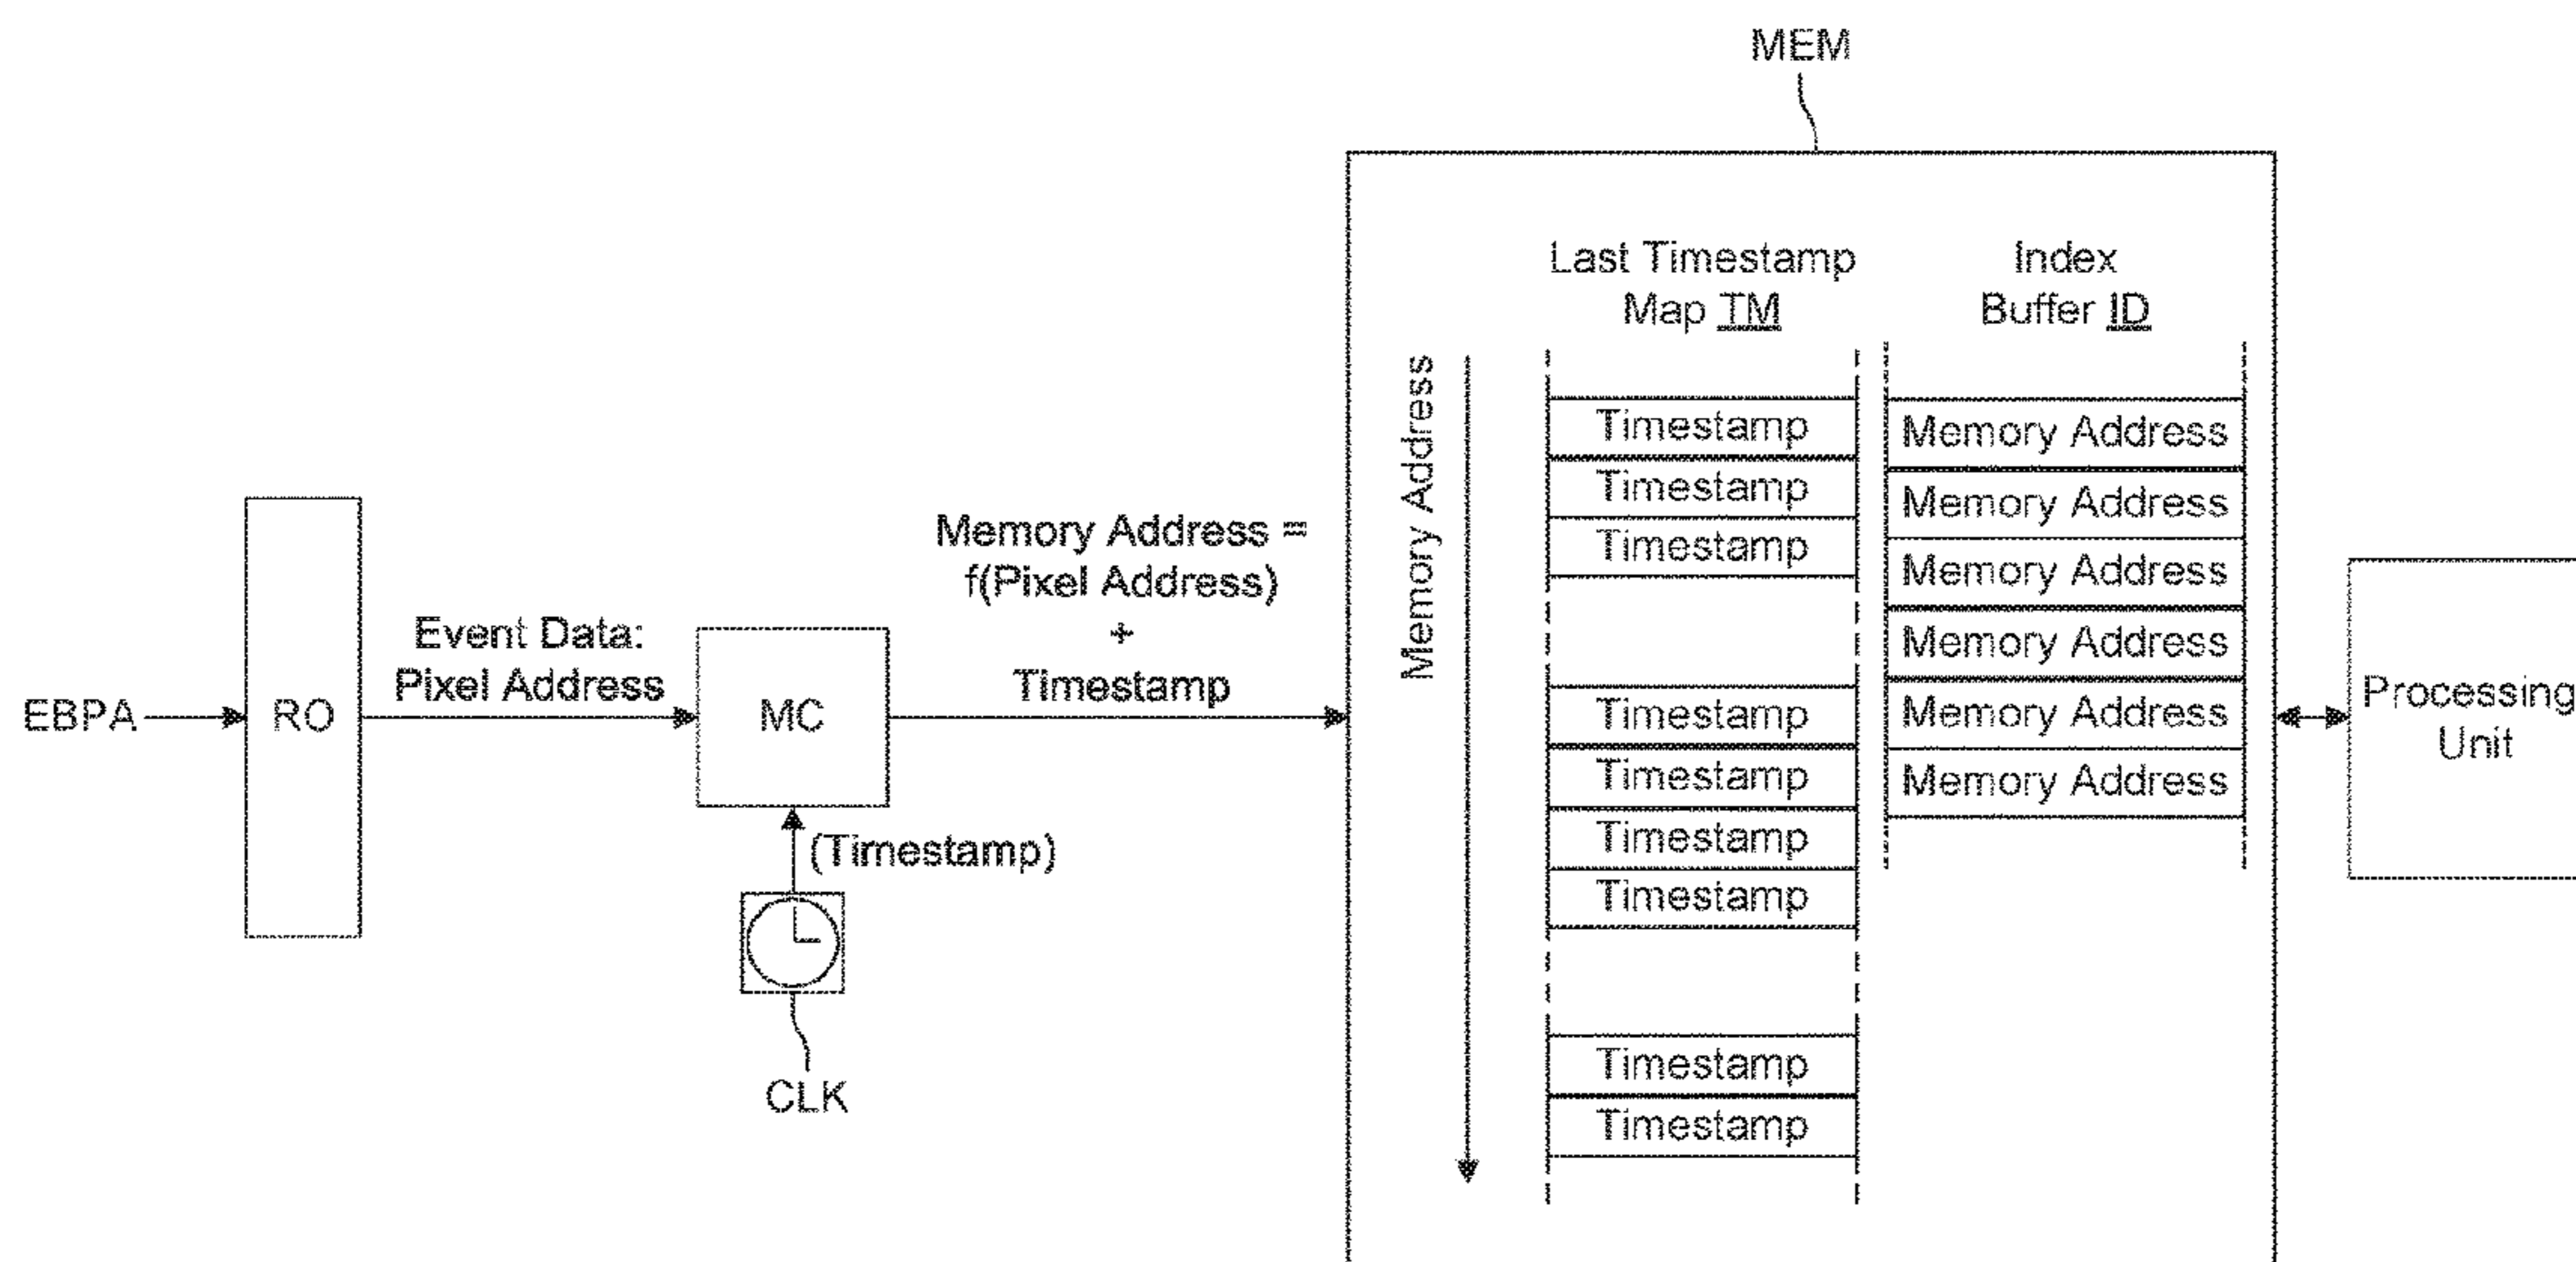 MEM
Last Timestamp
Map TM
Index
Buffer ID
Memory Address
Timestamp
Timestamp
Timestamp
Timestamp
Timestamp
Timestamp
Timestamp
Timestamp
Timestamp
Memory Address
Memory Address
Memory Address
Memory Address
Memory Address
Memory Address
Memory Address =
f(Pixel Address)
+
Timestamp
Event Data:
Pixel Address
EBPA
RO
MC
(Timestamp)
CLK
Processing
Unit